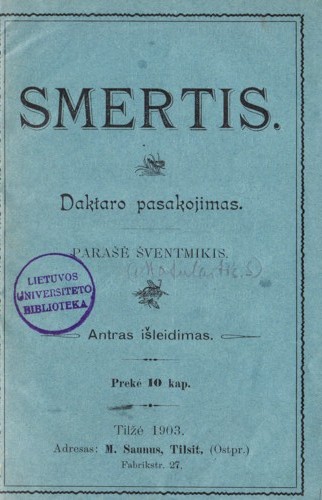 SMERTIS.
Daktaro pasakojimas.
PARAŠĖ ŠVENTMIKIS.
LIETUVOS
UNIVERSITETO
BIBLIOTEKA
Antras išleidimas.
Prekė 10 kap.
Tilžė 1903.
Adresas: M. Saunus, Tilsit, (Ostpr.)
Fabrikstr. 27.